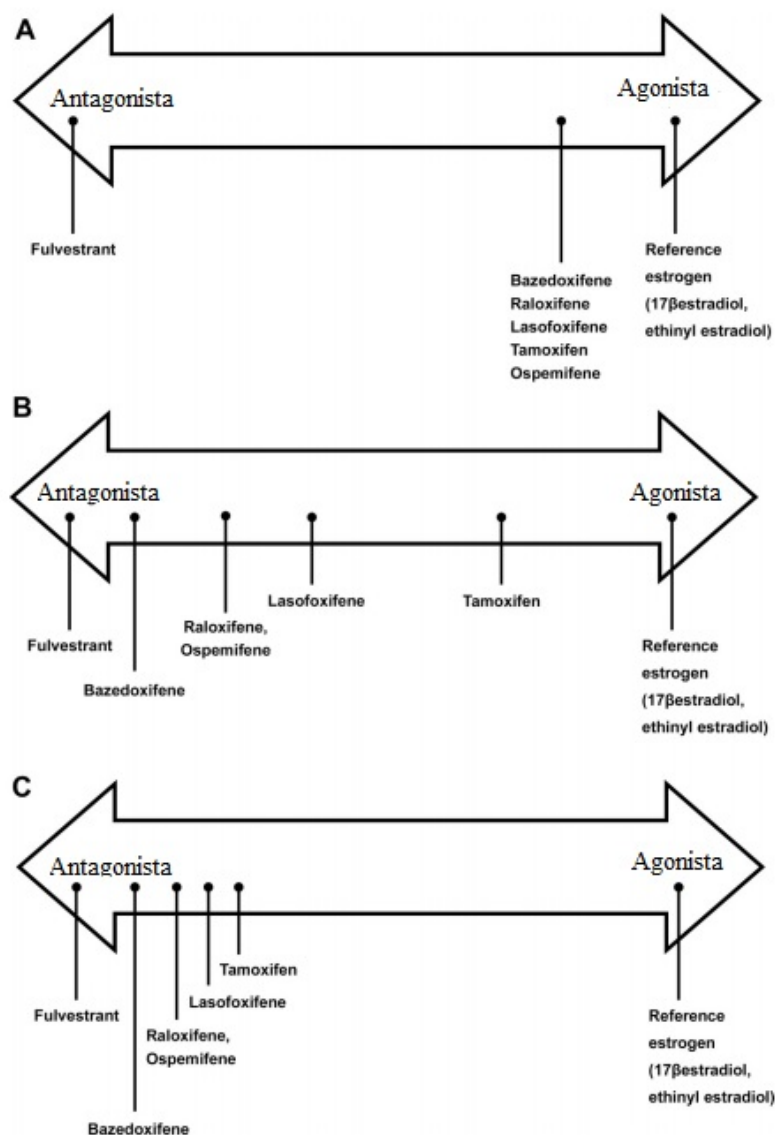 A
Antagonista
Agonista
Fulvestrant
Bazedoxifene
Raloxifene
Lasofoxifene
Tamoxifen
Ospemifene
Reference
estrogen
(17βestradiol,
ethinyl estradiol)
B
Antagonista
Agonista
Fulvestrant
Bazedoxifene
Raloxifene,
Ospemifene
Lasofoxifene
Tamoxifen
Reference
estrogen
(17βestradiol,
ethinyl estradiol)
C
Antagonista
Agonista
Fulvestrant
Bazedoxifene
Raloxifene,
Ospemifene
Lasofoxifene
Tamoxifen
Reference
estrogen
(17βestradiol,
ethinyl estradiol)